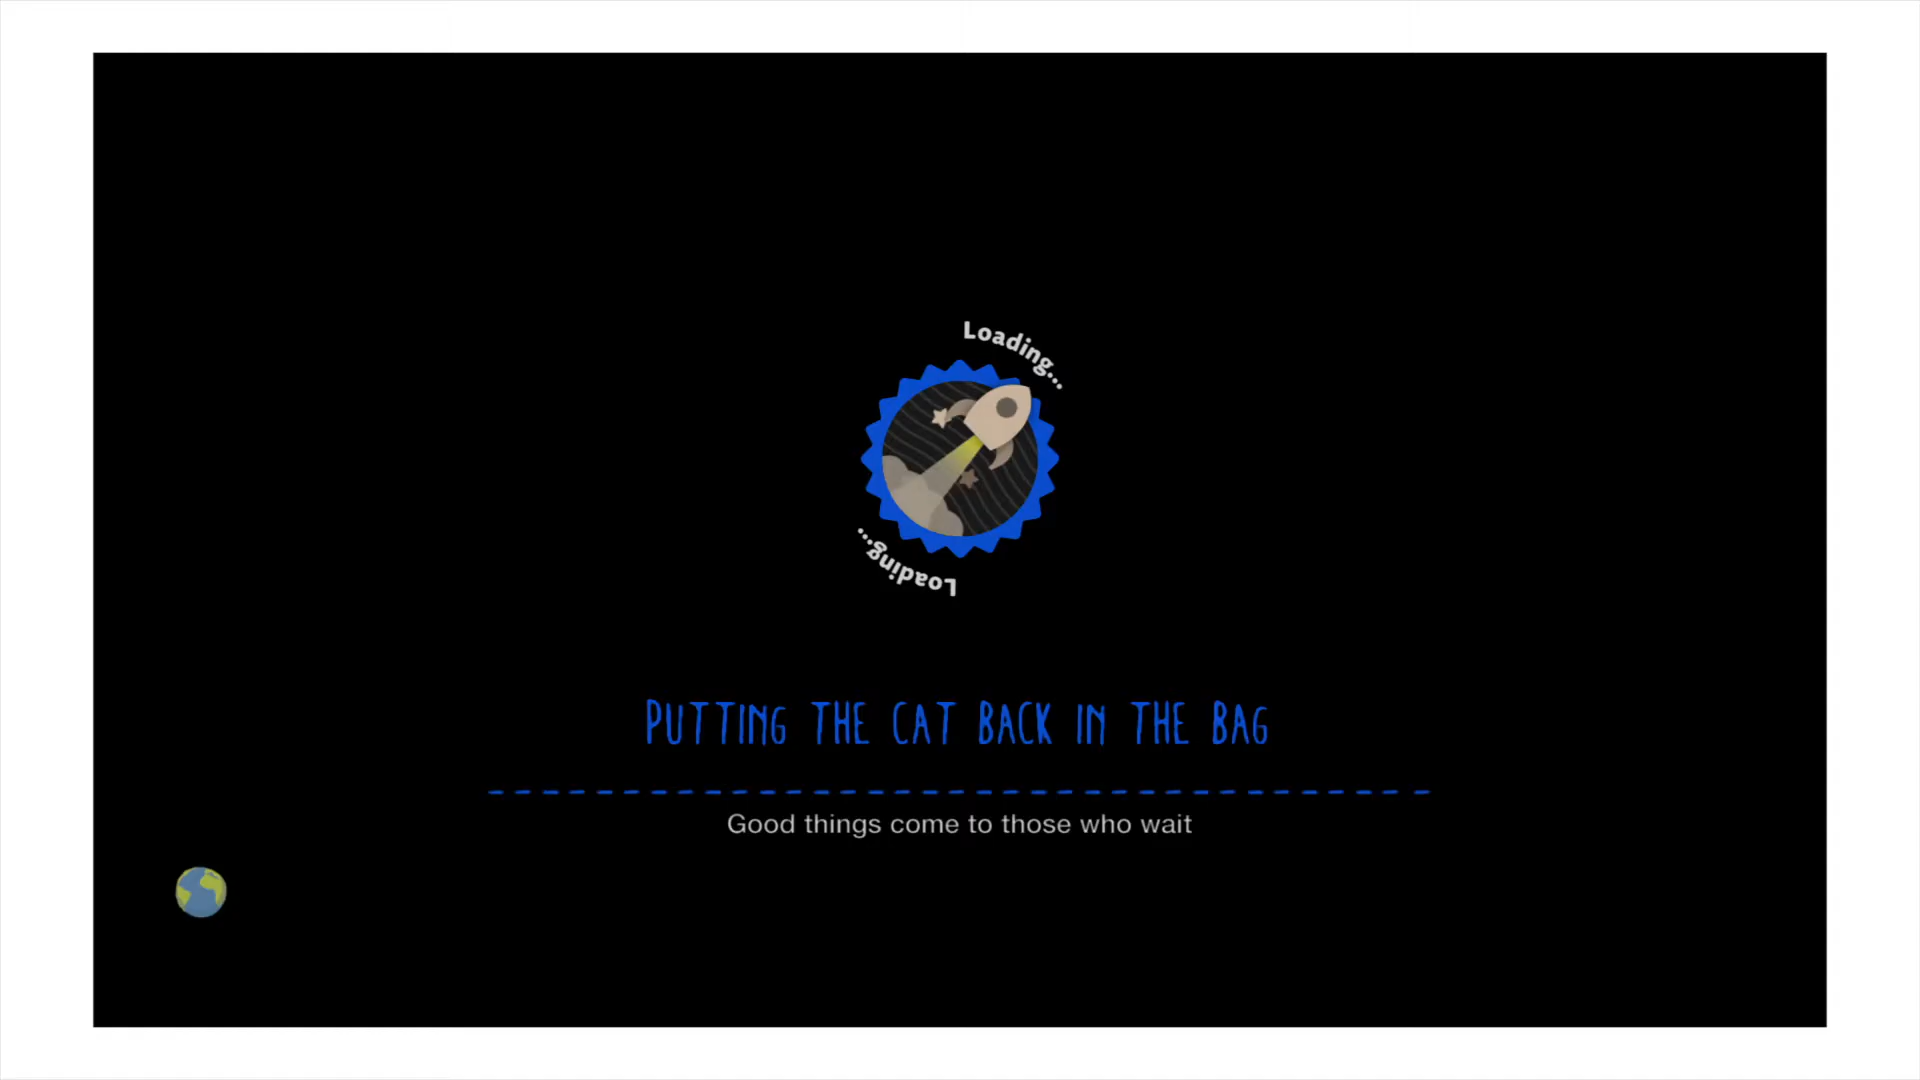 Loading...
Loading...
PUTTING THE CAT BACK IN THE BAG
Good things come to those who wait